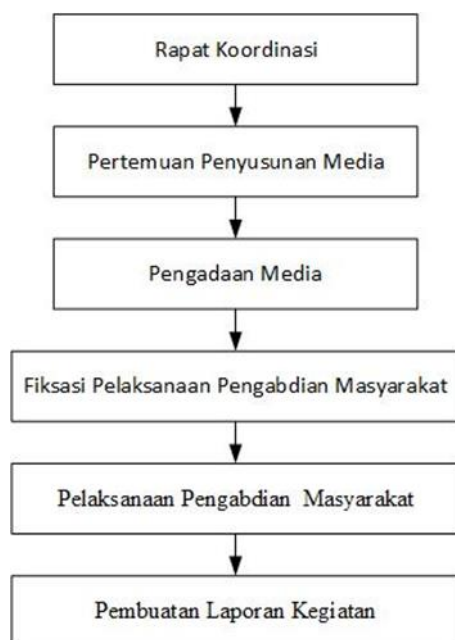 Rapat Koordinasi
Pertemuan Penyusunan Media
Pengadaan Media
Fiksasi Pelaksanaan Pengabdian Masyarakat
Pelaksanaan Pengabdian Masyarakat
Pembuatan Laporan Kegiatan